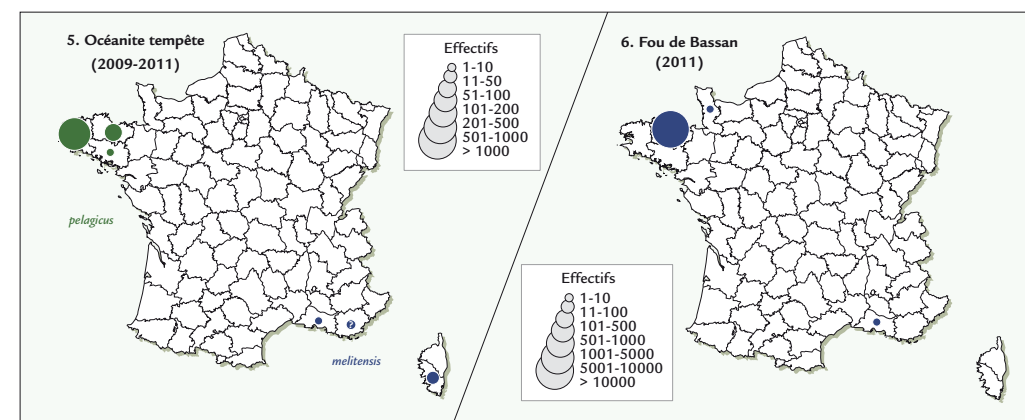 5. Océanite tempête
(2009-2011)
Effectifs
1-10
11-50
51-100
101-200
201-500
501-1000
> 1000
pelagicus
?
melitensis
6. Fou de Bassan
(2011)
Effectifs
1-10
11-100
101-500
501-1000
1001-5000
5001-10000
> 10000